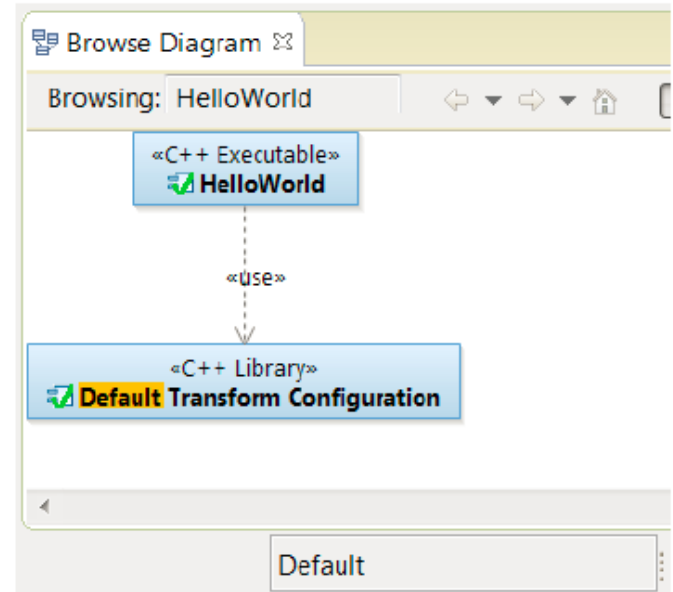 Browse Diagram
Browsing: HelloWorld
«C++ Executable»
HelloWorld
«use»
«C++ Library»
Default Transform Configuration
Default